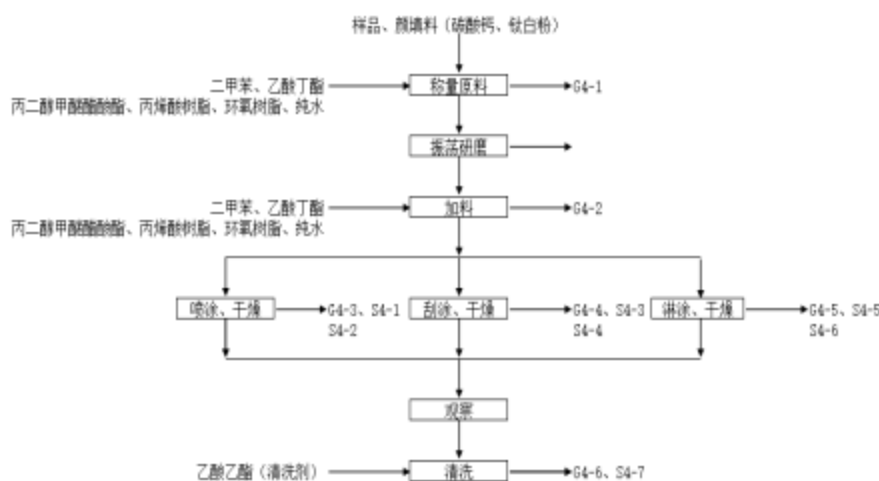 样品、颜填料（碳酸钙、钛白粉）
二甲苯、乙酸丁酯
丙二醇甲醚醋酸酯、丙烯酸树脂、环氧树脂、纯水
称量原料
G4-1
振荡研磨
二甲苯、乙酸丁酯
丙二醇甲醚醋酸酯、丙烯酸树脂、环氧树脂、纯水
加料
G4-2
喷涂、干燥
G4-3、S4-1
S4-2
刮涂、干燥
G4-4、S4-3
S4-4
淋涂、干燥
G4-5、S4-5
S4-6
观察
乙酸乙酯（清洗剂）
清洗
G4-6、S4-7